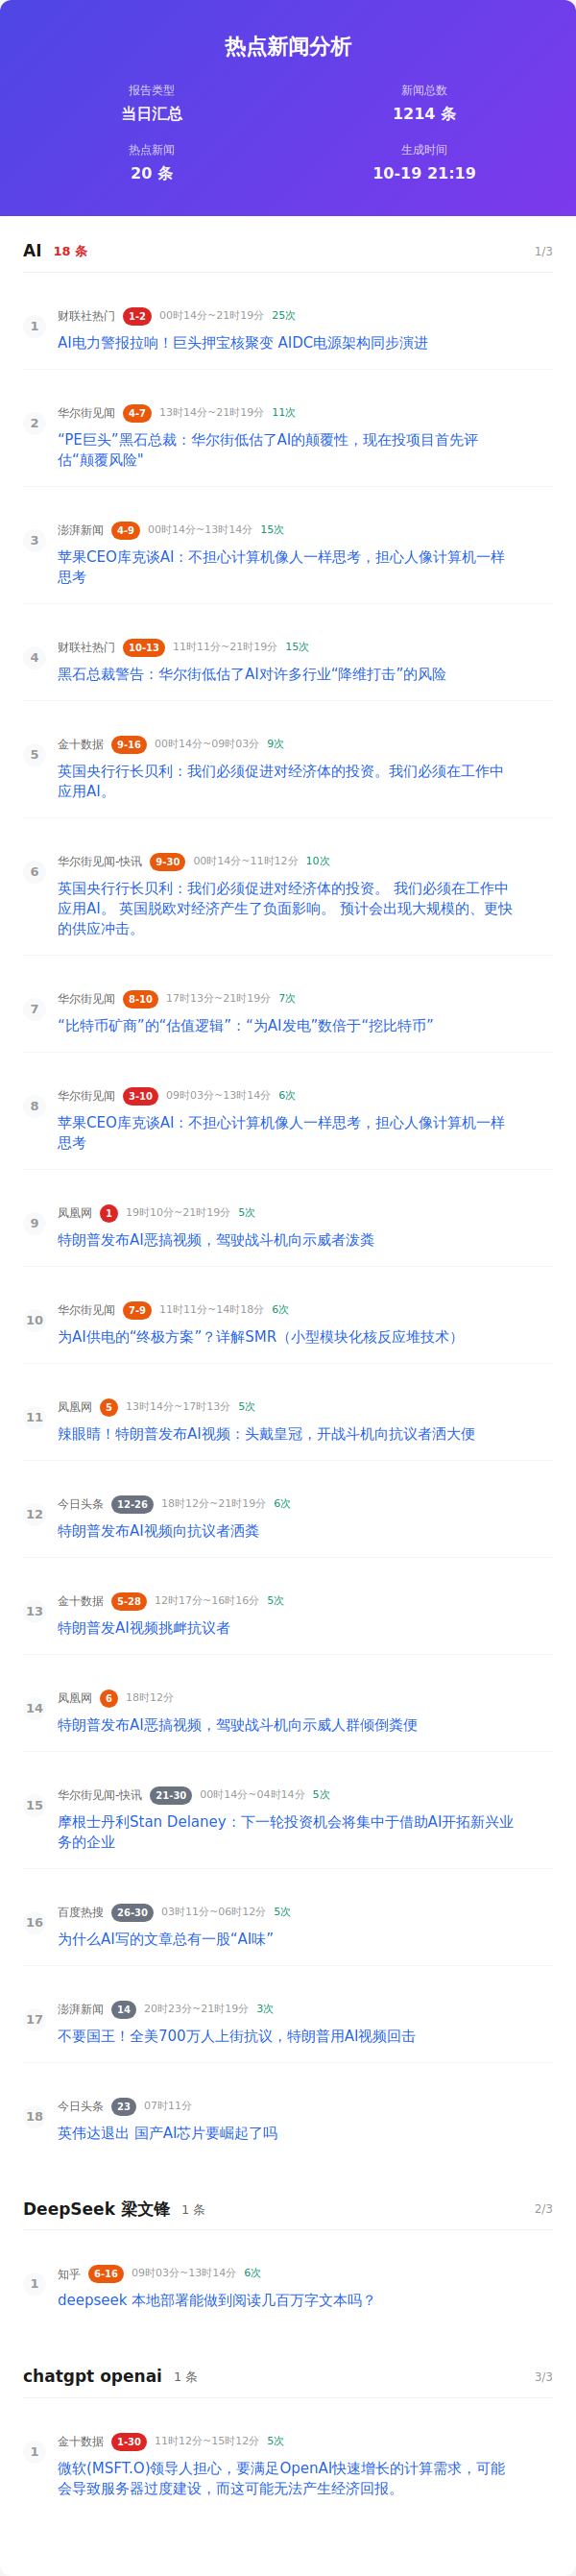 热点新闻分析
报告类型
当日汇总
新闻总数
1214 条
热点新闻
20 条
生成时间
10-19 21:19
AI 18 条 1/3
1
财联社热门 1-2 00时14分~21时19分 25次
AI电力警报拉响！巨头押宝核聚变 AIDC电源架构同步演进
2
华尔街见闻 4-7 13时14分~21时19分 11次
“PE巨头”黑石总裁：华尔街低估了AI的颠覆性，现在投项目首先评
估“颠覆风险"
3
澎湃新闻 4-9 00时14分~13时14分 15次
苹果CEO库克谈AI：不担心计算机像人一样思考，担心人像计算机一样
思考
4
财联社热门 10-13 11时11分~21时19分 15次
黑石总裁警告：华尔街低估了AI对许多行业“降维打击”的风险
5
金十数据 9-16 00时14分~09时03分 9次
英国央行行长贝利：我们必须促进对经济体的投资。我们必须在工作中
应用AI。
6
华尔街见闻-快讯 9-30 00时14分~11时12分 10次
英国央行行长贝利：我们必须促进对经济体的投资。 我们必须在工作中
应用AI。 英国脱欧对经济产生了负面影响。 预计会出现大规模的、更快
的供应冲击。
7
华尔街见闻 8-10 17时13分~21时19分 7次
“比特币矿商”的“估值逻辑”：“为AI发电”数倍于“挖比特币”
8
华尔街见闻 3-10 09时03分~13时14分 6次
苹果CEO库克谈AI：不担心计算机像人一样思考，担心人像计算机一样
思考
9
凤凰网 1 19时10分~21时19分 5次
特朗普发布AI恶搞视频，驾驶战斗机向示威者泼粪
10
华尔街见闻 7-9 11时11分~14时18分 6次
为AI供电的“终极方案”？详解SMR（小型模块化核反应堆技术）
11
凤凰网 5 13时14分~17时13分 5次
辣眼睛！特朗普发布AI视频：头戴皇冠，开战斗机向抗议者洒大便
12
今日头条 12-26 18时12分~21时19分 6次
特朗普发布AI视频向抗议者洒粪
13
金十数据 5-28 12时17分~16时16分 5次
特朗普发AI视频挑衅抗议者
14
凤凰网 6 18时12分
特朗普发布AI恶搞视频，驾驶战斗机向示威人群倾倒粪便
15
华尔街见闻-快讯 21-30 00时14分~04时14分 5次
摩根士丹利Stan Delaney：下一轮投资机会将集中于借助AI开拓新兴业
务的企业
16
百度热搜 26-30 03时11分~06时12分 5次
为什么AI写的文章总有一股“AI味”
17
澎湃新闻 14 20时23分~21时19分 3次
不要国王！全美700万人上街抗议，特朗普用AI视频回击
18
今日头条 23 07时11分
英伟达退出 国产AI芯片要崛起了吗
DeepSeek 梁文锋 1 条 2/3
1
知乎 6-16 09时03分~13时14分 6次
deepseek 本地部署能做到阅读几百万字文本吗？
chatgpt openai 1 条 3/3
1
金十数据 1-30 11时12分~15时12分 5次
微软(MSFT.O)领导人担心，要满足OpenAI快速增长的计算需求，可能
会导致服务器过度建设，而这可能无法产生经济回报。